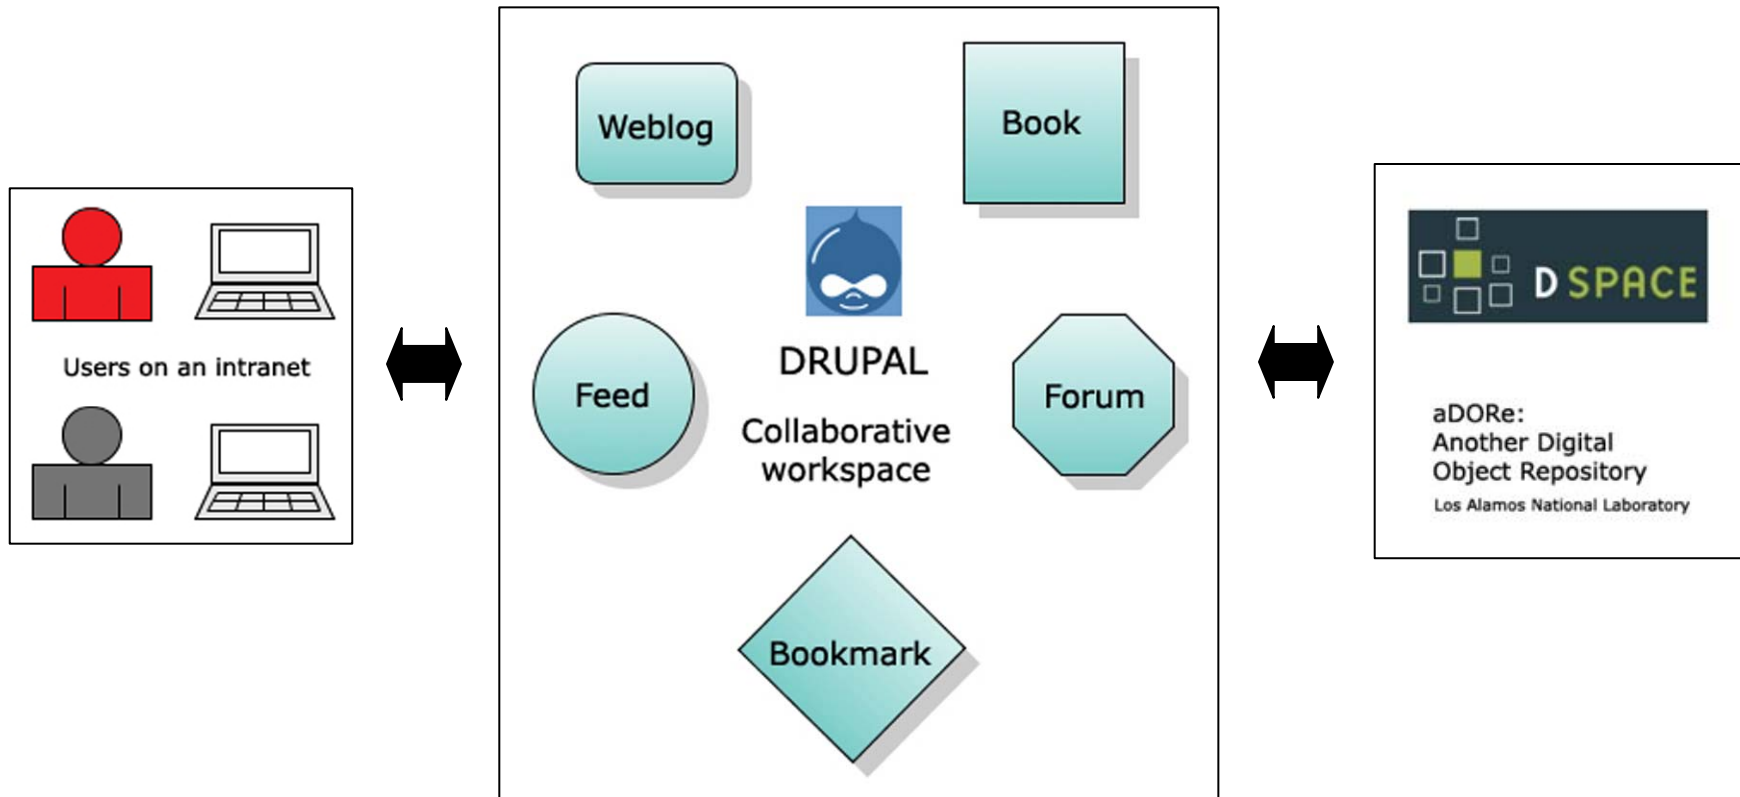 Users on an intranet
Weblog
Book
DRUPAL
Feed
Forum
Collaborative
workspace
Bookmark
DSPACE
aDORe:
Another Digital
Object Repository
Los Alamos National Laboratory